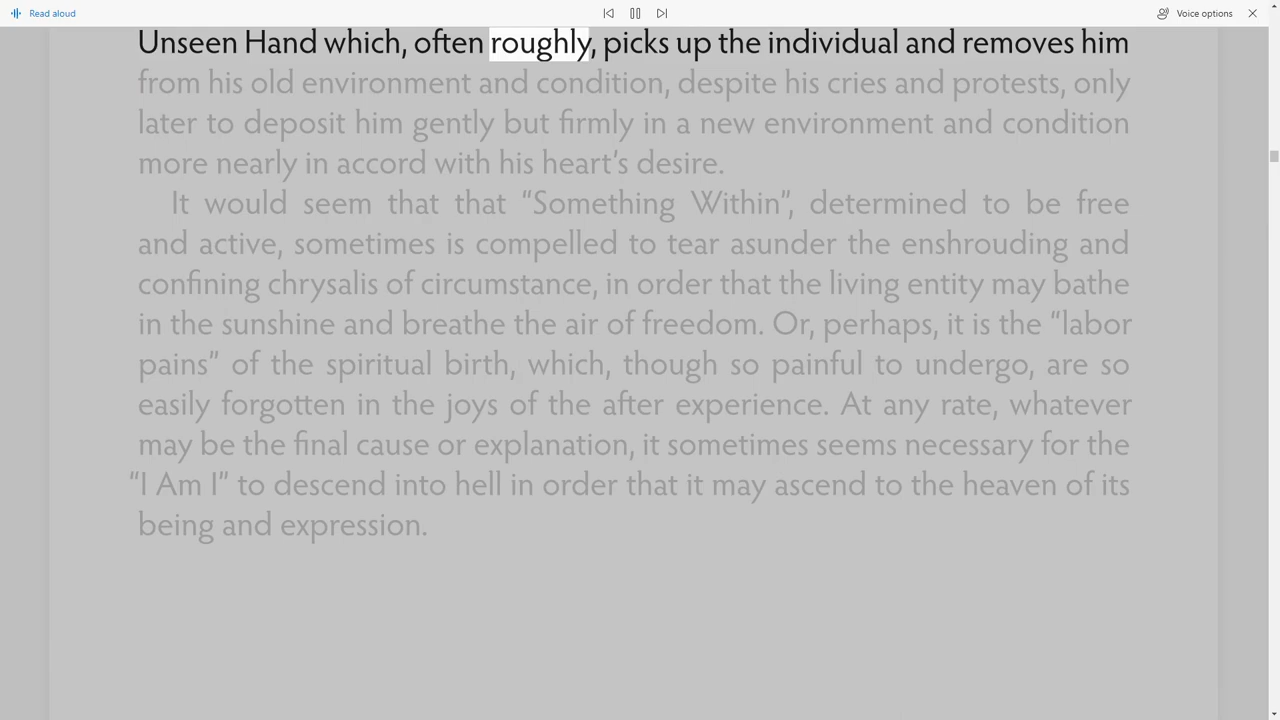 Read aloud
Voice options
Unseen Hand which, often roughly, picks up the individual and removes him
from his old environment and condition, despite his cries and protests, only
later to deposit him gently but firmly in a new environment and condition
more nearly in accord with his heart’s desire.
It would seem that that “Something Within”, determined to be free
and active, sometimes is compelled to tear asunder the enshrouding and
confining chrysalis of circumstance, in order that the living entity may bathe
in the sunshine and breathe the air of freedom. Or, perhaps, it is the “labor
pains” of the spiritual birth, which, though so painful to undergo, are so
easily forgotten in the joys of the after experience. At any rate, whatever
may be the final cause or explanation, it sometimes seems necessary for the
“I Am I” to descend into hell in order that it may ascend to the heaven of its
being and expression.